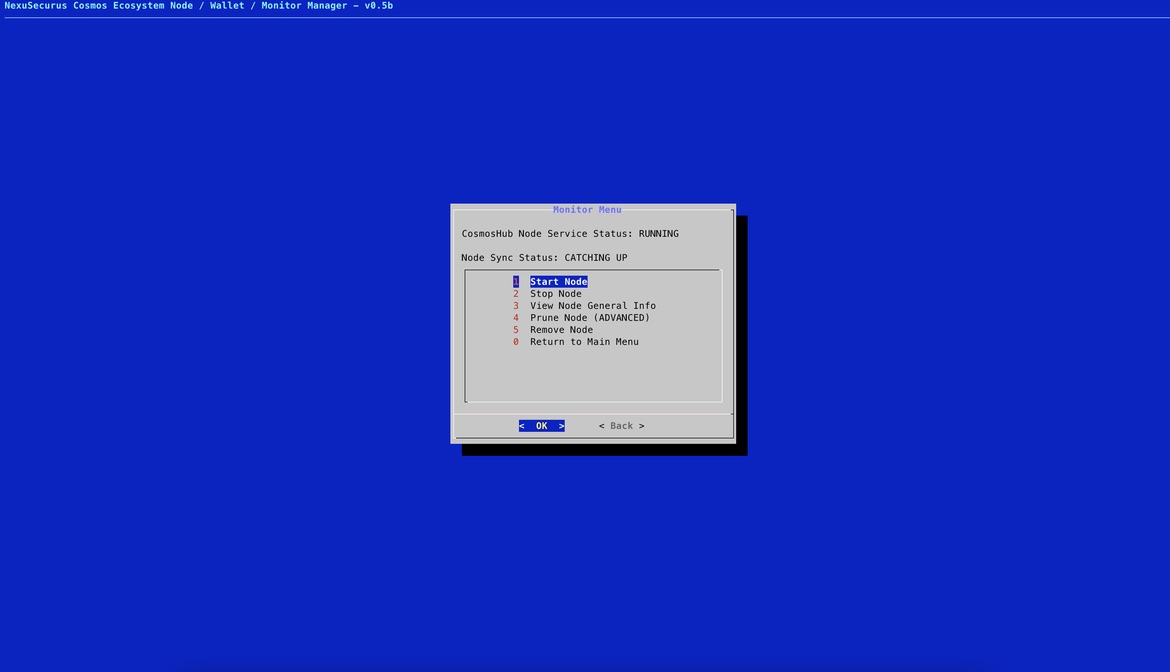 NexuSecurus Cosmos Ecosystem Node / Wallet / Monitor Manager – v0.5b
Monitor Menu
CosmosHub Node Service Status: RUNNING
Node Sync Status: CATCHING UP
1 Start Node
2 Stop Node
3 View Node General Info
4 Prune Node (ADVANCED)
5 Remove Node
0 Return to Main Menu
< OK > < Back >